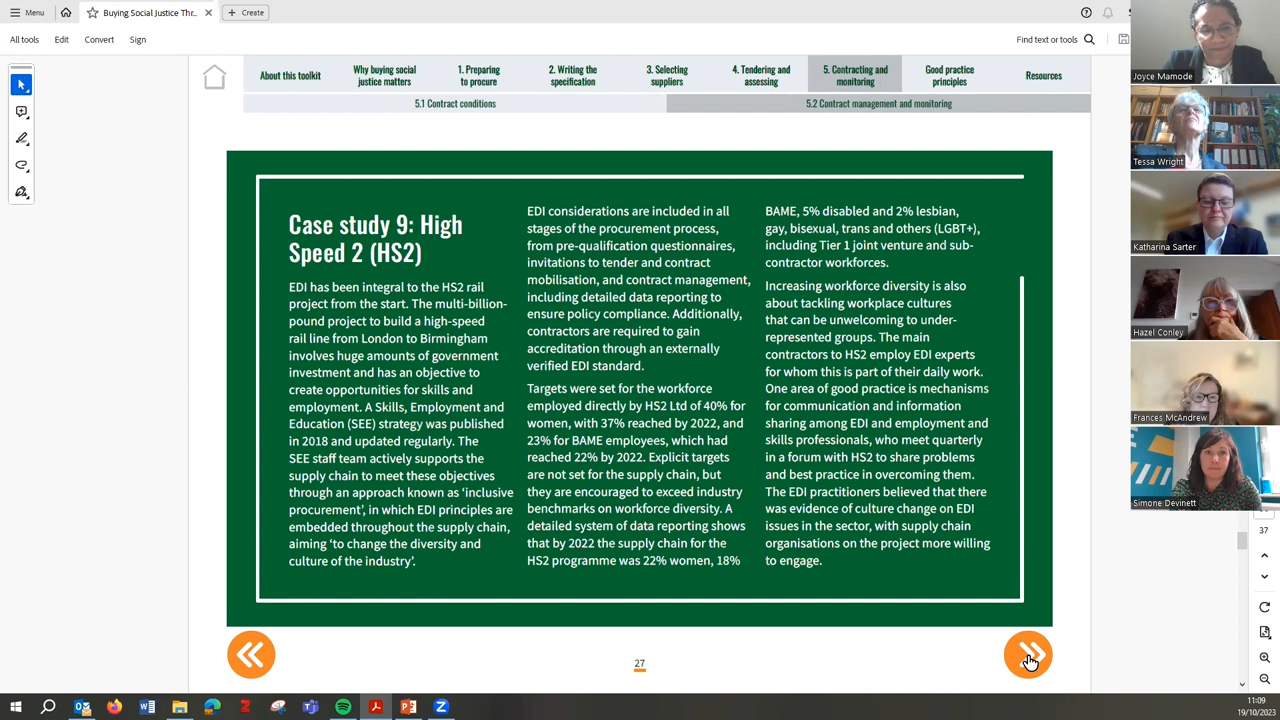 Menu
Buying Social Justice Thr...
Create
All tools
Edit
Convert
Sign
Find text or tools
About this toolkit
Why buying social
justice matters
1. Preparing
to procure
2. Writing the
specification
3. Selecting
suppliers
4. Tendering and
assessing
5. Contracting and
monitoring
Good practice
principles
Resources
5.1 Contract conditions
5.2 Contract management and monitoring
Case study 9: High
Speed 2 (HS2)
EDI has been integral to the HS2 rail
project from the start. The multi-billion-
pound project to build a high-speed
rail line from London to Birmingham
involves huge amounts of government
investment and has an objective to
create opportunities for skills and
employment. A Skills, Employment and
Education (SEE) strategy was published
in 2018 and updated regularly. The
SEE staff team actively supports the
supply chain to meet these objectives
through an approach known as ‘inclusive
procurement’, in which EDI principles are
embedded throughout the supply chain,
aiming ‘to change the diversity and
culture of the industry’.
EDI considerations are included in all
stages of the procurement process,
from pre-qualification questionnaires,
invitations to tender and contract
mobilisation, and contract management,
including detailed data reporting to
ensure policy compliance. Additionally,
contractors are required to gain
accreditation through an externally
verified EDI standard.
Targets were set for the workforce
employed directly by HS2 Ltd of 40% for
women, with 37% reached by 2022, and
23% for BAME employees, which had
reached 22% by 2022. Explicit targets
are not set for the supply chain, but
they are encouraged to exceed industry
benchmarks on workforce diversity. A
detailed system of data reporting shows
that by 2022 the supply chain for the
HS2 programme was 22% women, 18%
BAME, 5% disabled and 2% lesbian,
gay, bisexual, trans and others (LGBT+),
including Tier 1 joint venture and sub-
contractor workforces.
Increasing workforce diversity is also
about tackling workplace cultures
that can be unwelcoming to under-
represented groups. The main
contractors to HS2 employ EDI experts
for whom this is part of their daily work.
One area of good practice is mechanisms
for communication and information
sharing among EDI and employment and
skills professionals, who meet quarterly
in a forum with HS2 to share problems
and best practice in overcoming them.
The EDI practitioners believed that there
was evidence of culture change on EDI
issues in the sector, with supply chain
organisations on the project more willing
to engage.
27
Joyce Mamode
Tessa Wright
Katharina Sarter
Hazel Conley
Frances McAndrew
Simone Devinett
37
11:09
19/10/2023